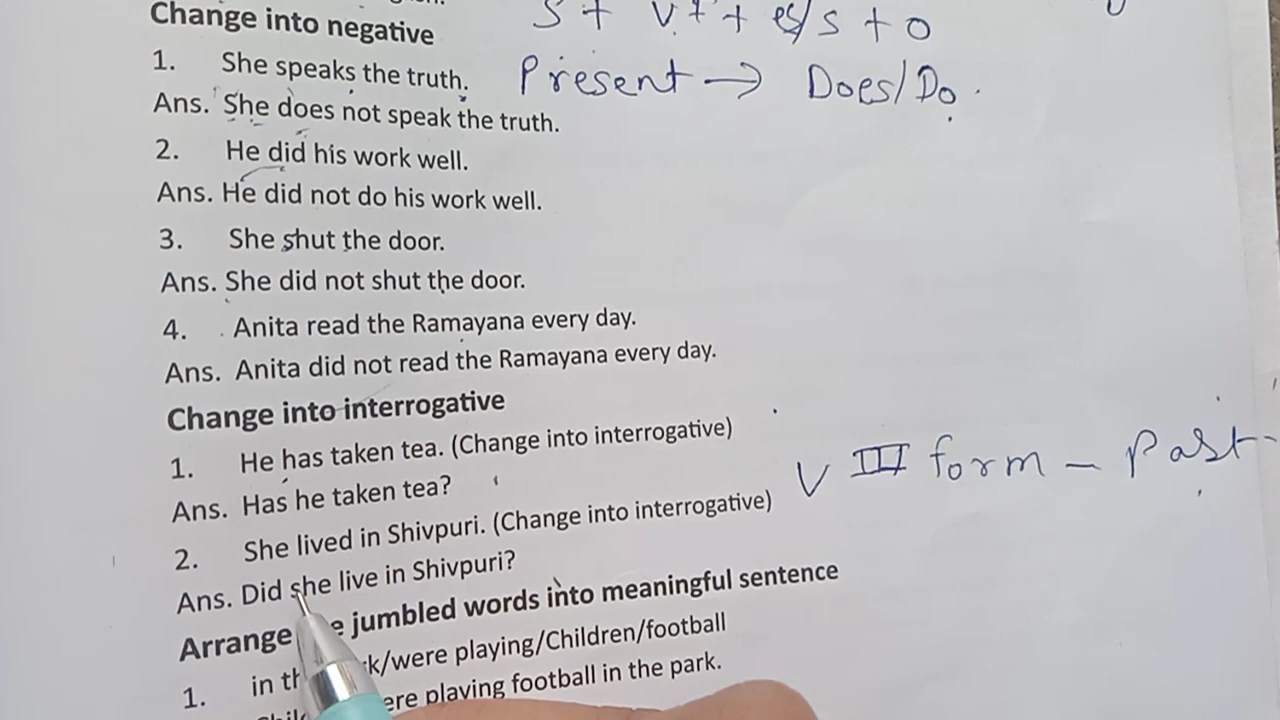 Change into negative
S + V + es/s + o
1. She speaks the truth.
Present → Does/Do.
Ans. She does not speak the truth.
2. He did his work well.
Ans. He did not do his work well.
3. She shut the door.
Ans. She did not shut the door.
4. Anita read the Ramayana every day.
Ans. Anita did not read the Ramayana every day.
Change into interrogative
1. He has taken tea. (Change into interrogative)
V III form - Past
Ans. Has he taken tea?
2. She lived in Shivpuri. (Change into interrogative)
Ans. Did she live in Shivpuri?
Arrange jumbled words into meaningful sentence
1. in /were playing/Children/football
playing football in the park.